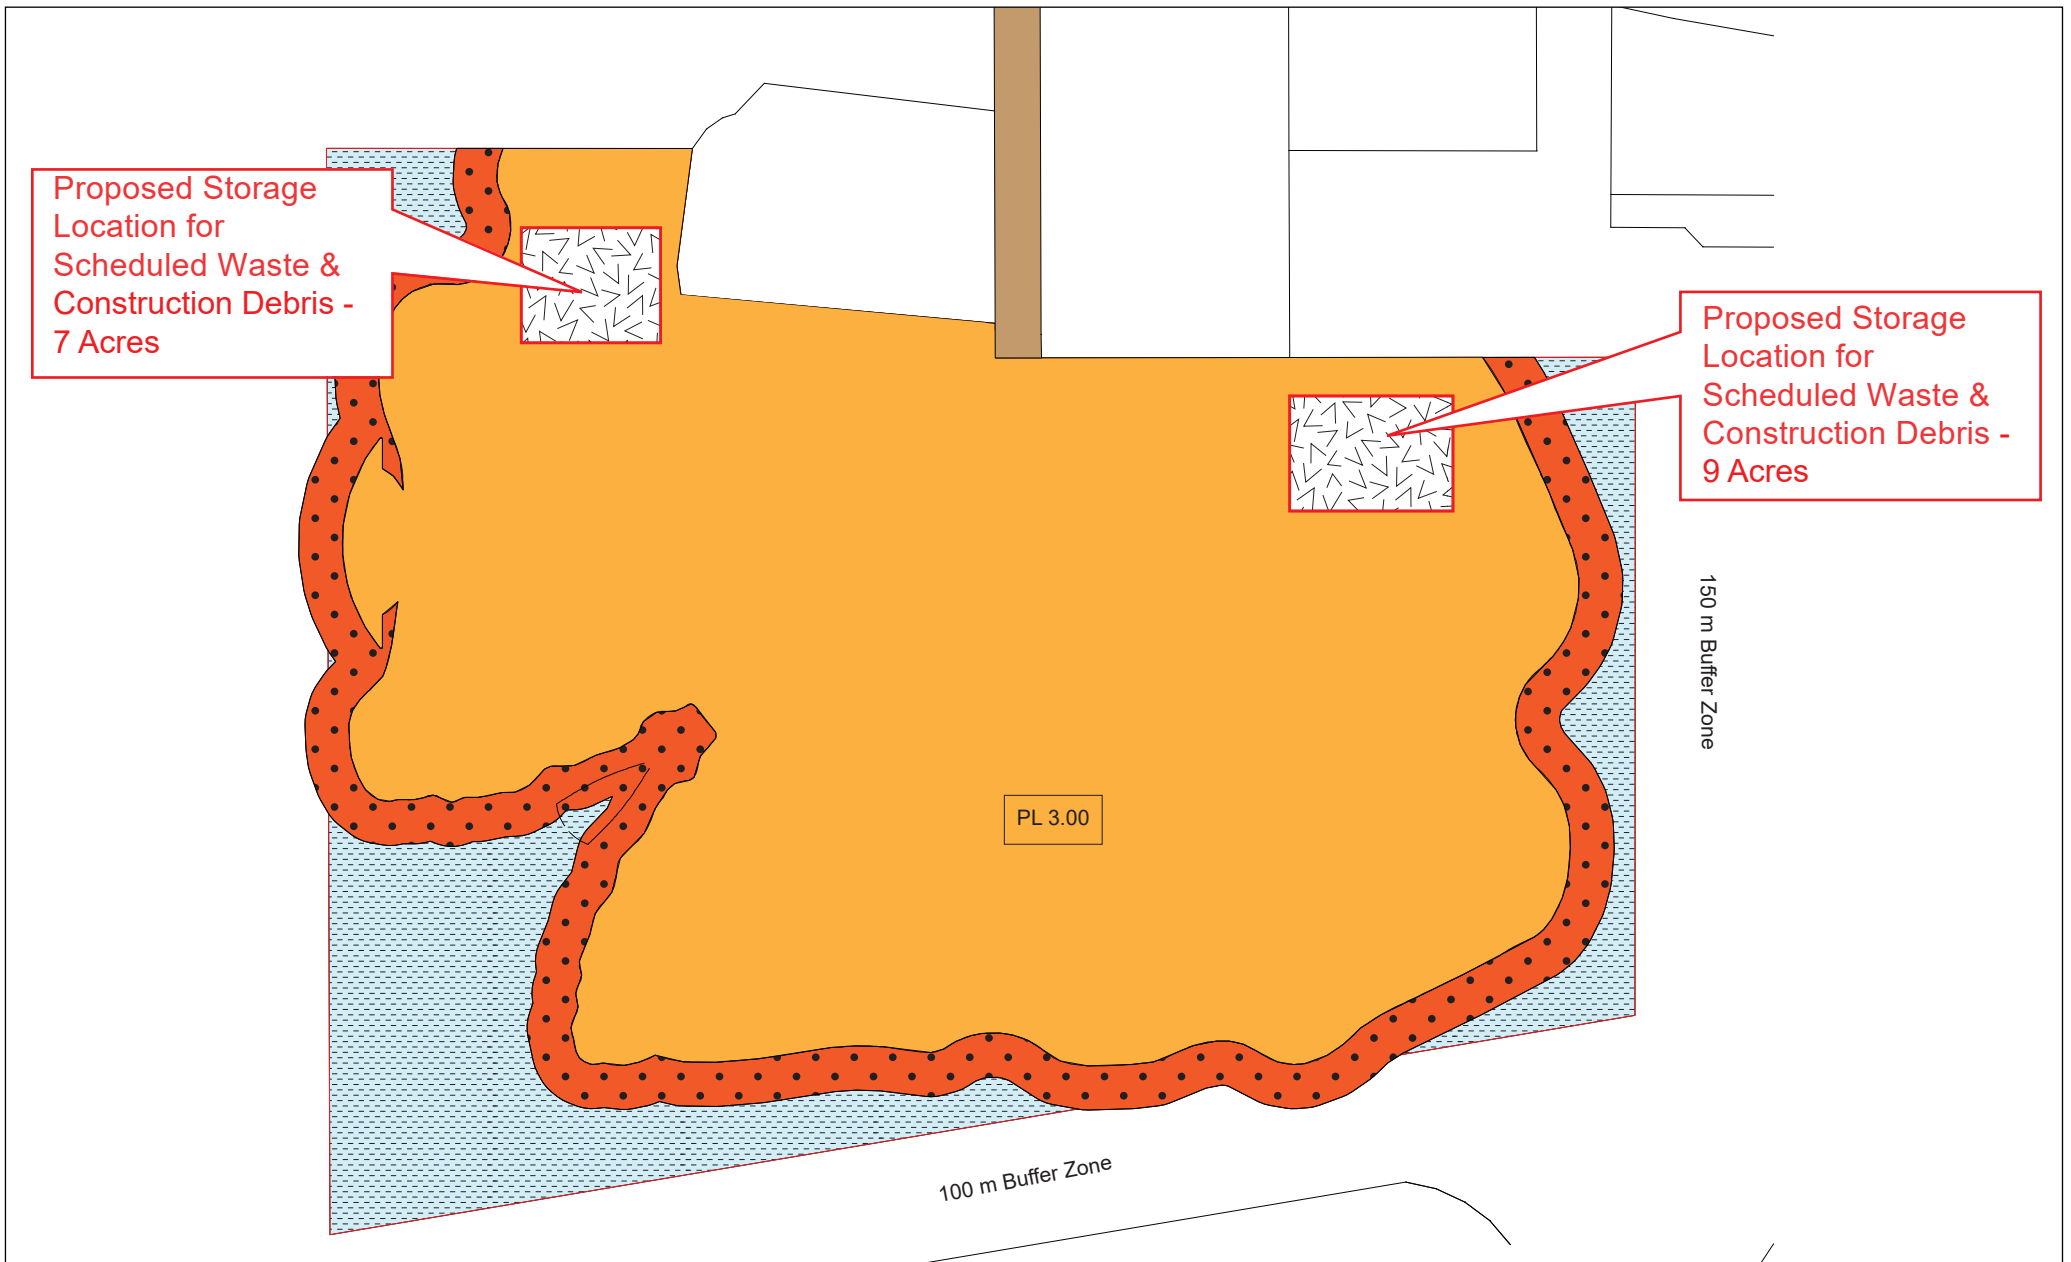 Proposed Storage
Location for
Scheduled Waste &
Construction Debris -
7 Acres
Proposed Storage
Location for
Scheduled Waste &
Construction Debris -
9 Acres
150 m Buffer Zone
PL 3.00
100 m Buffer Zone